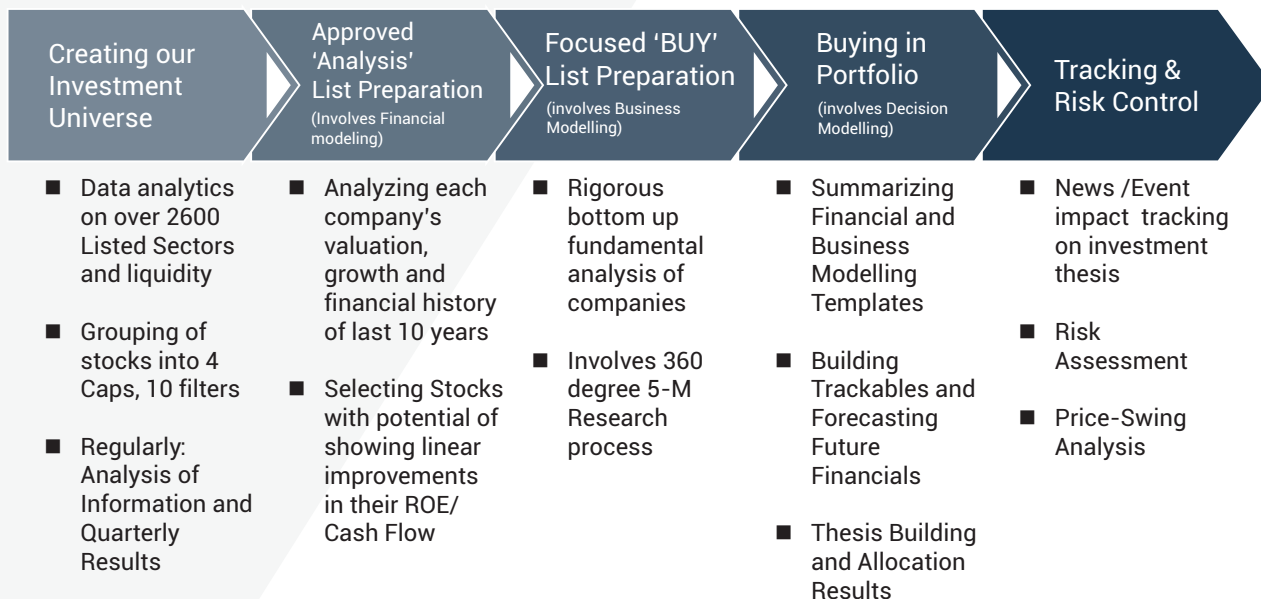 Creating our
Investment
Universe
Approved
‘Analysis’
List Preparation
(Involves Financial
modeling)
Focused ‘BUY’
List Preparation
(involves Business
Modelling)
Buying in
Portfolio
(involves Decision
Modelling)
Tracking &
Risk Control
■ Data analytics
on over 2600
Listed Sectors
and liquidity
■ Grouping of
stocks into 4
Caps, 10 filters
■ Regularly:
Analysis of
Information and
Quarterly
Results
■ Analyzing each
company's
valuation,
growth and
financial history
of last 10 years
■ Selecting Stocks
with potential of
showing linear
improvements
in their ROE/
Cash Flow
■ Rigorous
bottom up
fundamental
analysis of
companies
■ Involves 360
degree 5-M
Research
process
■ Summarizing
Financial and
Business
Modelling
Templates
■ Building
Trackables and
Forecasting
Future
Financials
■ Thesis Building
and Allocation
Results
■ News /Event
impact tracking
on investment
thesis
■ Risk
Assessment
■ Price-Swing
Analysis